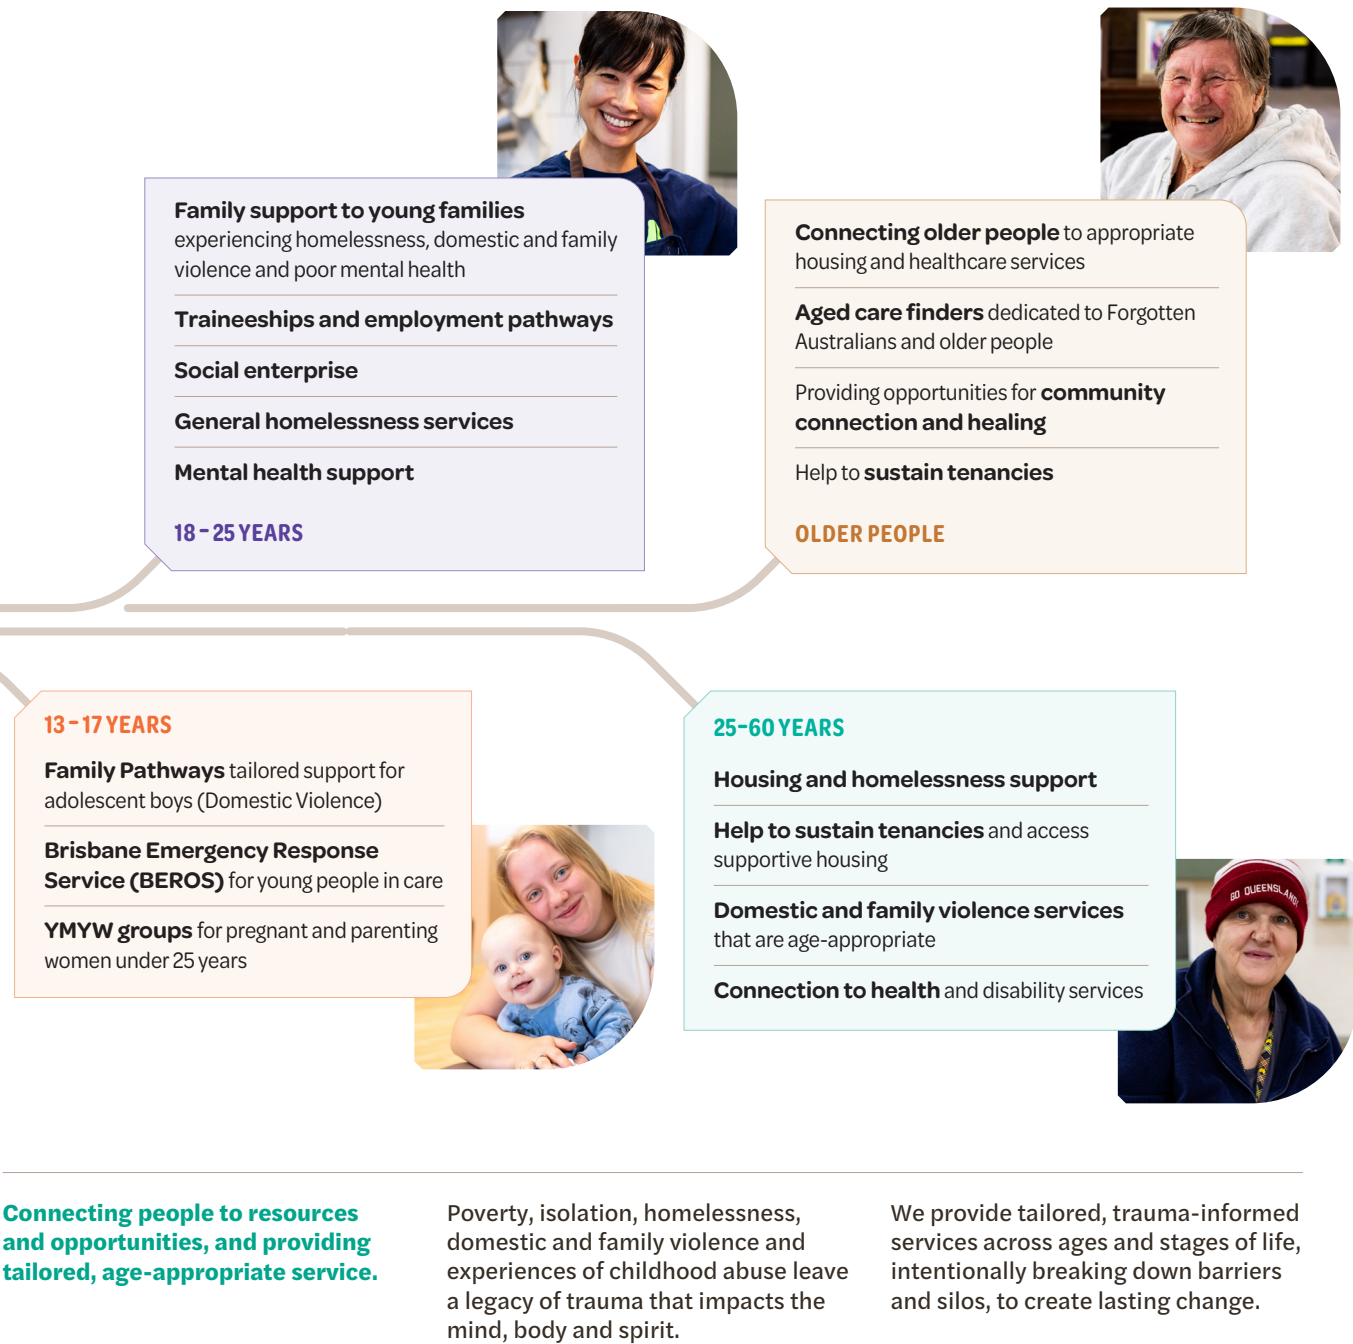 Family support to young families
experiencing homelessness, domestic and family
violence and poor mental health
Traineeships and employment pathways
Social enterprise
General homelessness services
Mental health support
18 – 25 YEARS
Connecting older people to appropriate
housing and healthcare services
Aged care finders dedicated to Forgotten
Australians and older people
Providing opportunities for community
connection and healing
Help to sustain tenancies
OLDER PEOPLE
13 – 17 YEARS
Family Pathways tailored support for
adolescent boys (Domestic Violence)
Brisbane Emergency Response
Service (BEROS) for young people in care
YMYW groups for pregnant and parenting
women under 25 years
25–60 YEARS
Housing and homelessness support
Help to sustain tenancies and access
supportive housing
Domestic and family violence services
that are age-appropriate
Connection to health and disability services
GO QUEENSLAND!
Connecting people to resources
and opportunities, and providing
tailored, age-appropriate service.
Poverty, isolation, homelessness,
domestic and family violence and
experiences of childhood abuse leave
a legacy of trauma that impacts the
mind, body and spirit.
We provide tailored, trauma-informed
services across ages and stages of life,
intentionally breaking down barriers
and silos, to create lasting change.